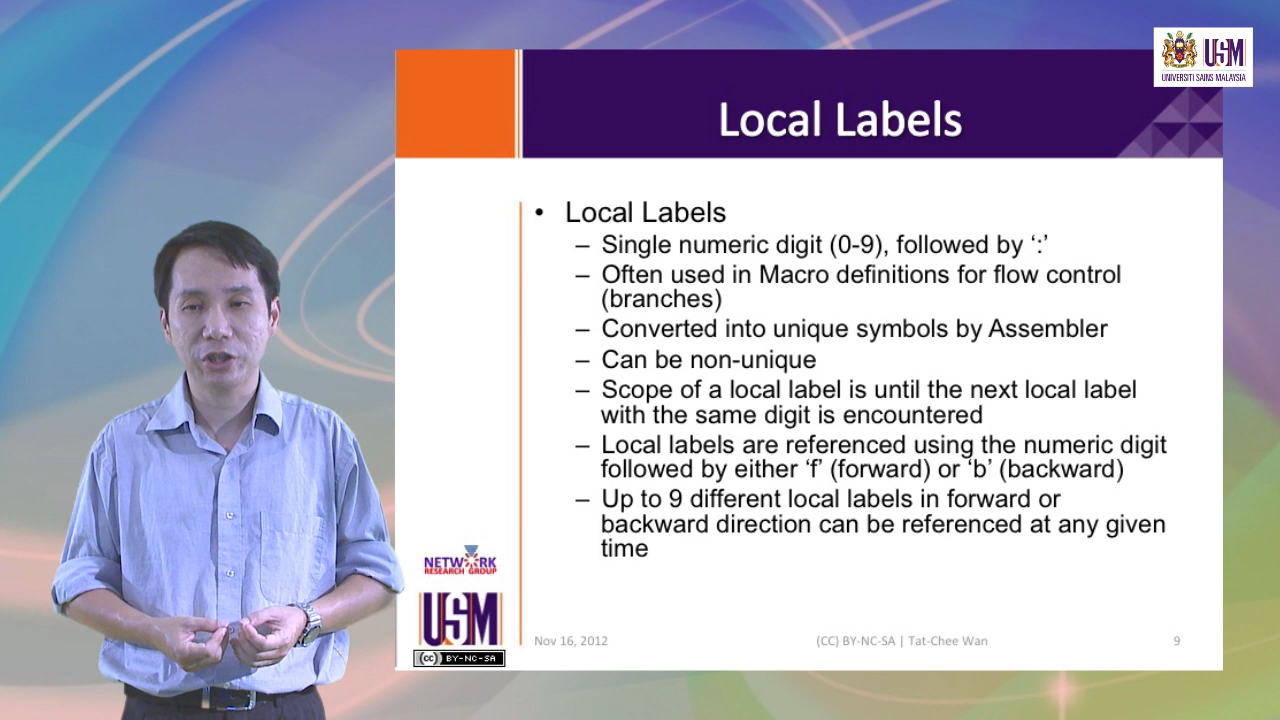 USM
UNIVERSITI SAINS MALAYSIA
Local Labels
• Local Labels
– Single numeric digit (0-9), followed by ‘:’
– Often used in Macro definitions for flow control
(branches)
– Converted into unique symbols by Assembler
– Can be non-unique
– Scope of a local label is until the next local label
with the same digit is encountered
– Local labels are referenced using the numeric digit
followed by either ‘f’ (forward) or ‘b’ (backward)
– Up to 9 different local labels in forward or
backward direction can be referenced at any given
time
NETWORK
RESEARCH GROUP
USM
(cc) BY-NC-SA
Nov 16, 2012
(CC) BY-NC-SA | Tat-Chee Wan
9